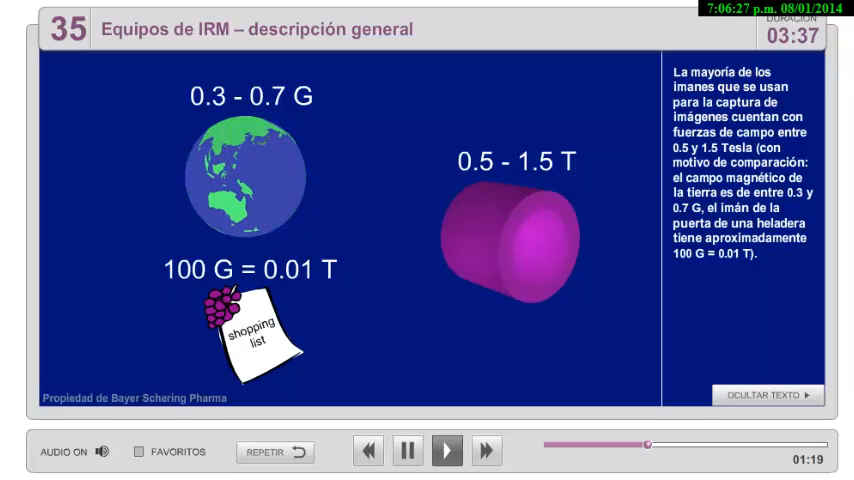 7:06:27 p.m. 08/01/2014
35
Equipos de IRM – descripción general
DURACIÓN
03:37
0.3 - 0.7 G
0.5 - 1.5 T
100 G = 0.01 T
shopping
list
La mayoría de los
imanes que se usan
para la captura de
imágenes cuentan con
fuerzas de campo entre
0.5 y 1.5 Tesla (con
motivo de comparación:
el campo magnético de
la tierra es de entre 0.3 y
0.7 G, el imán de la
puerta de una heladera
tiene aproximadamente
100 G = 0.01 T).
Propiedad de Bayer Schering Pharma
OCULTAR TEXTO
AUDIO ON
FAVORITOS
REPETIR
01:19